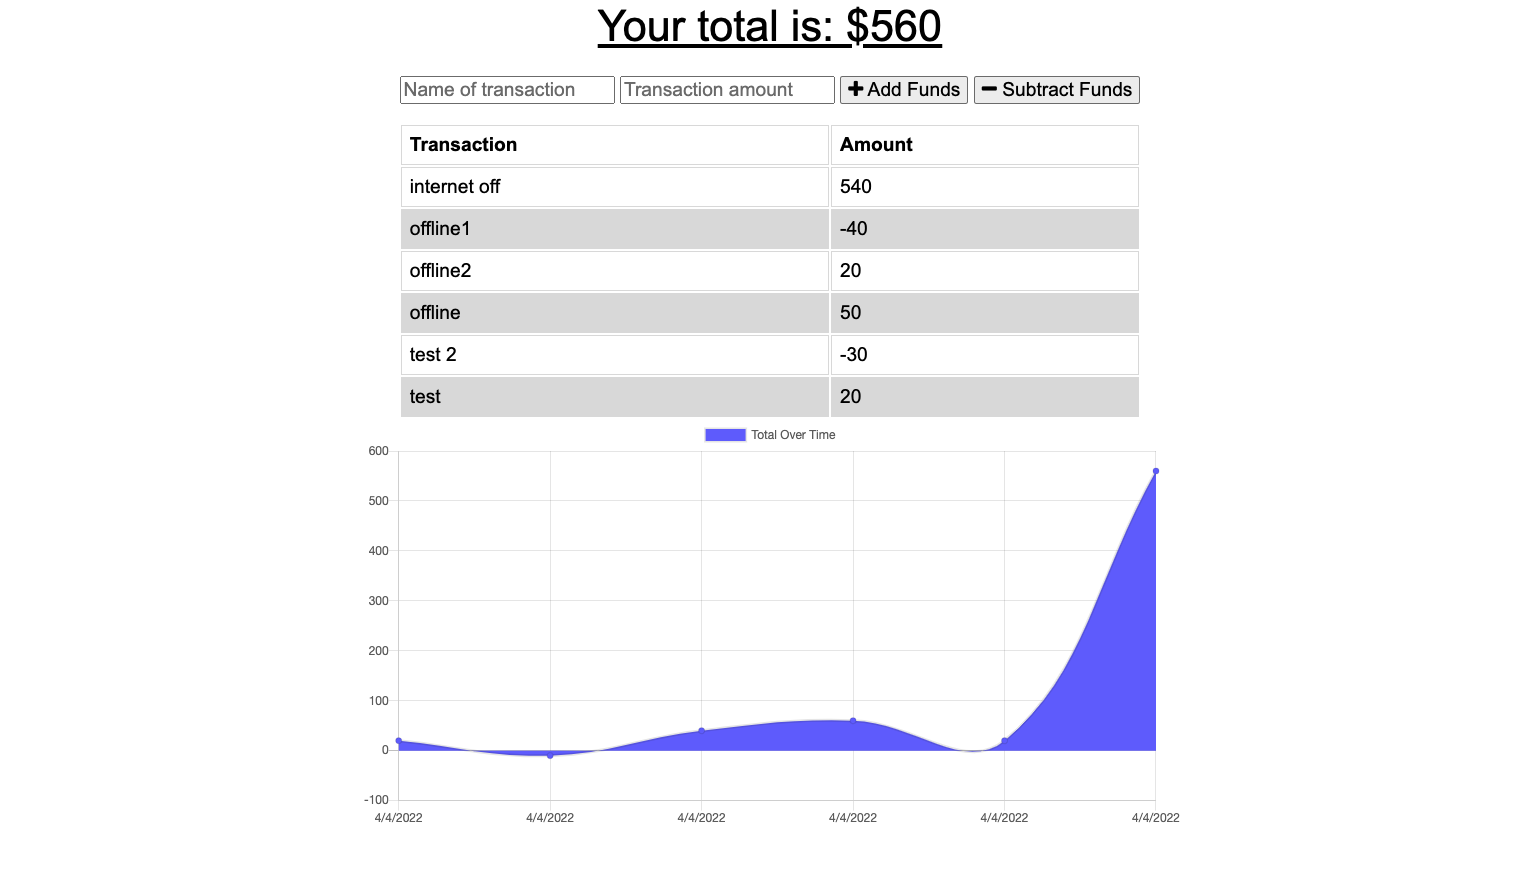 Your total is: $560
Name of transaction Transaction amount Add Funds Subtract Funds
Transaction Amount
internet off 540
offline1 -40
offline2 20
offline 50
test 2 -30
test 20
Total Over Time
600
500
400
300
200
100
0
-100
4/4/2022 4/4/2022 4/4/2022 4/4/2022 4/4/2022 4/4/2022